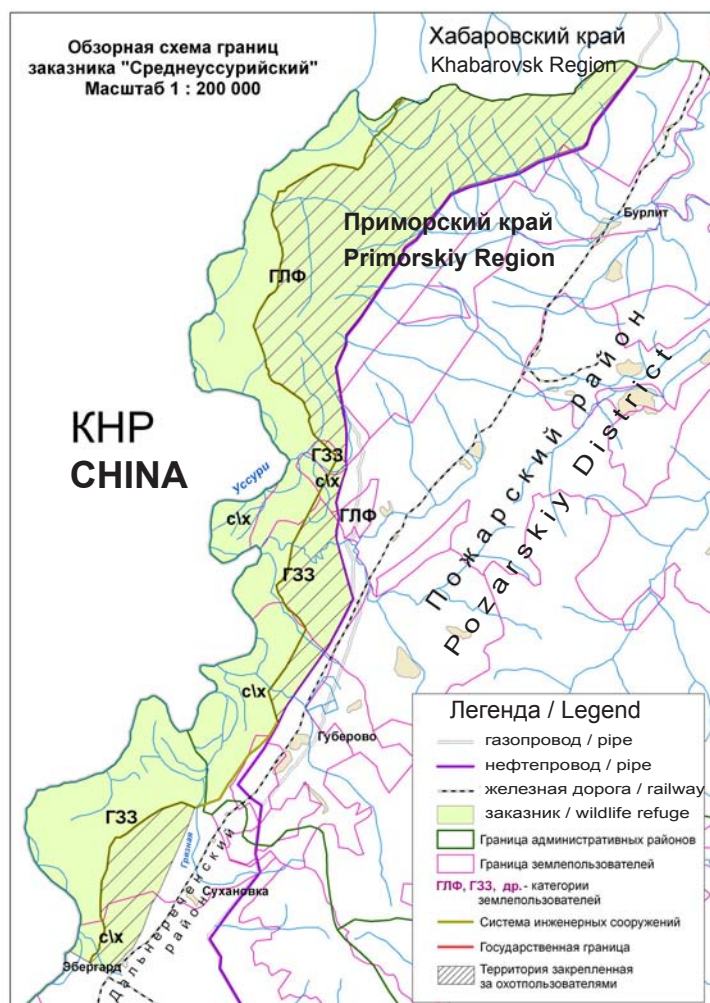 Обзорная схема границ
заказника "Среднеуссурийский"
Масштаб 1 : 200 000
Хабаровский край
Khabarovsk Region
Бурлит
Приморский край
Primorskiy Region
ГЛФ
Пожарский район
Pozarskiy District
КНР
CHINA
Уссури
ГЗЗ
с\х
с\х
ГЛФ
ГЗЗ
с\х
Губерово
ГЗЗ
Грязная
Сухановка
Дальнереченский
район
с\х
Эбергард
Легенда / Legend
газопровод / pipe
нефтепровод / pipe
железная дорога / railway
заказник / wildlife refuge
Граница административных районов
Граница землепользователей
ГЛФ, ГЗЗ, др. - категории
землепользователей
Система инженерных сооружений
Государственная граница
Территория закрепленная
за охотпользователями